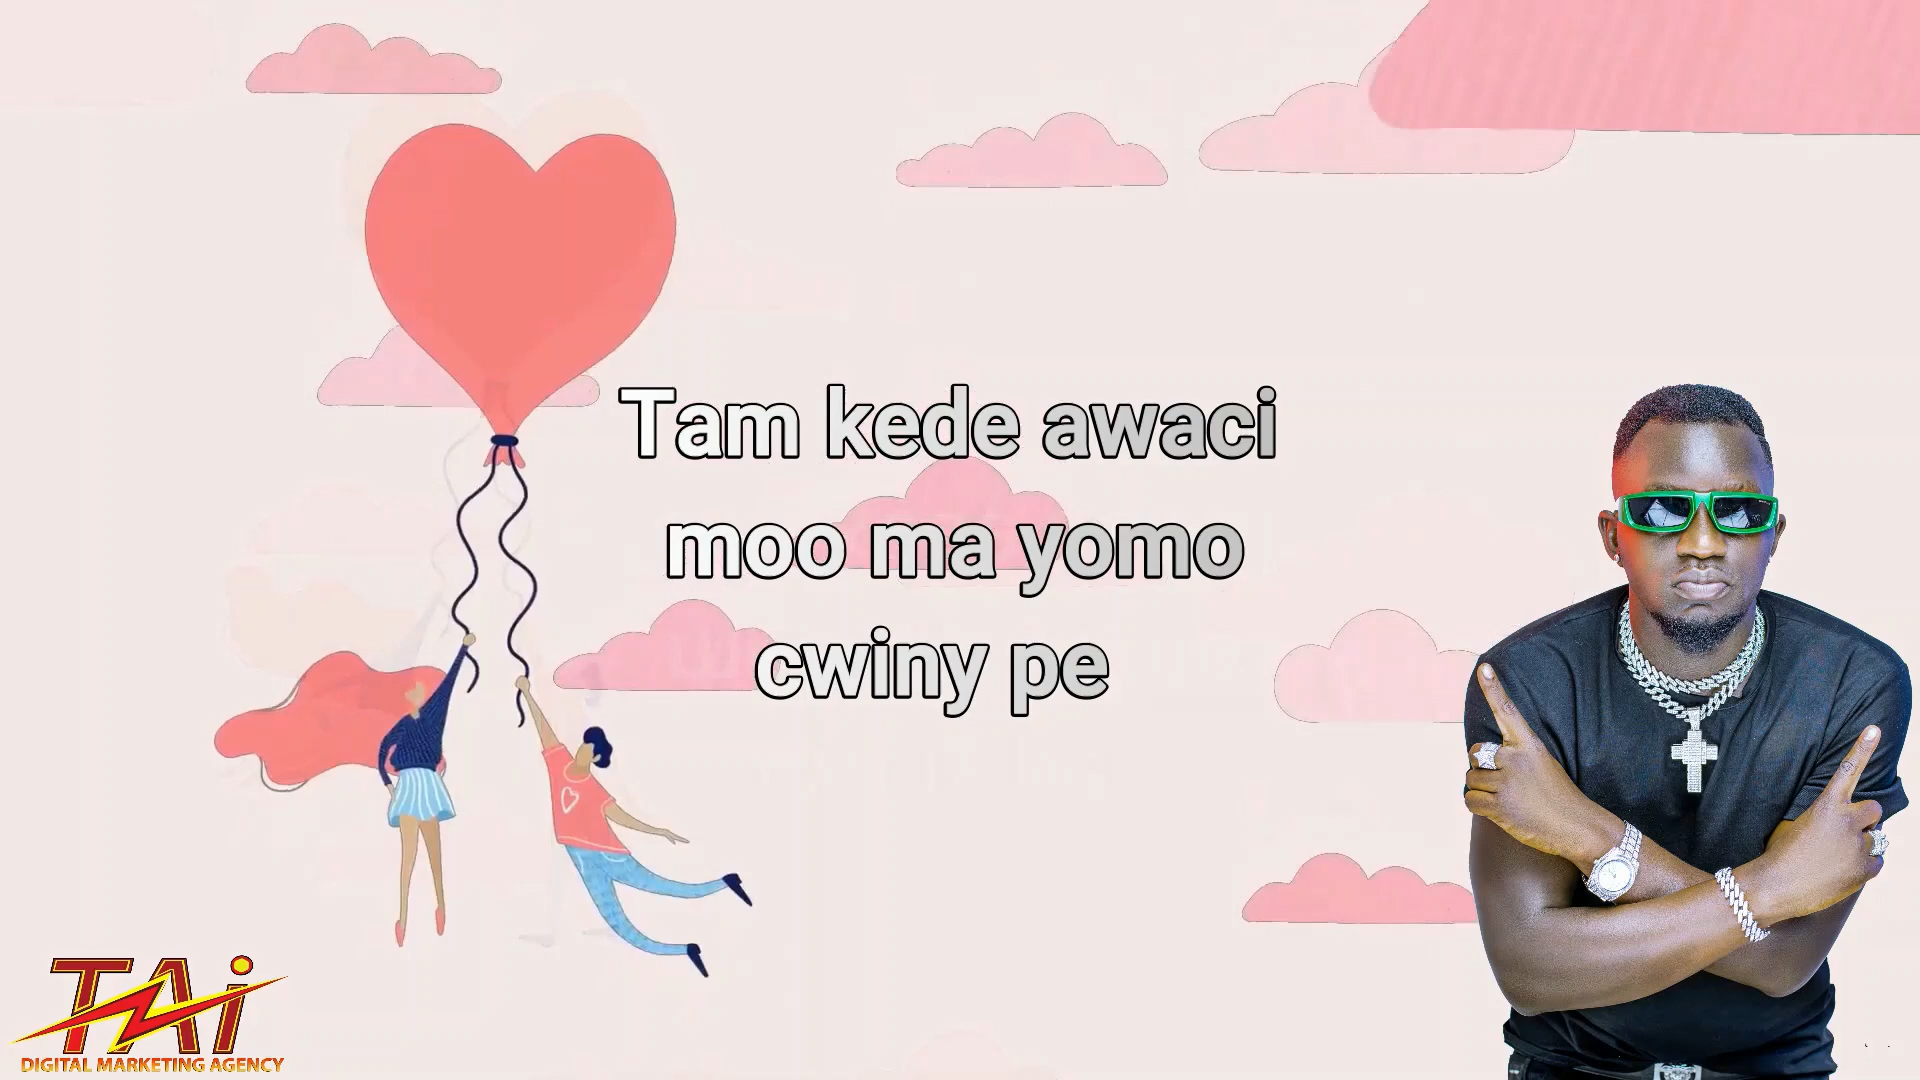 Tam kede awaci
moo ma yomo
cwiny pe
TAi
DIGITAL MARKETING AGENCY